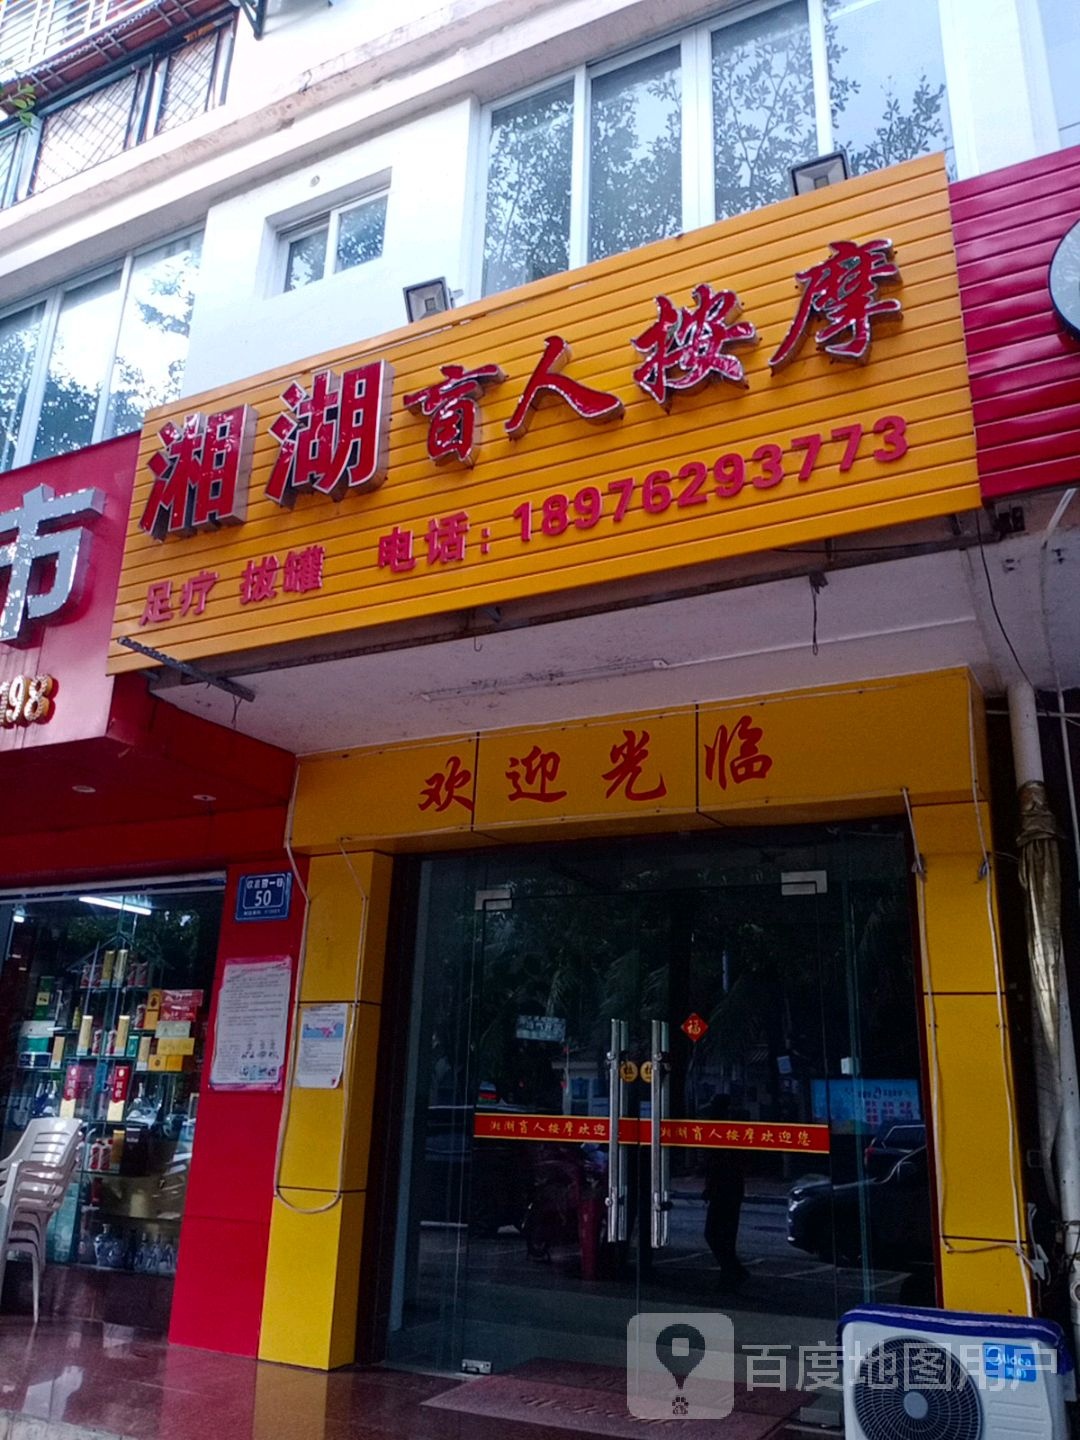 湘湖盲人按摩
足疗 拔罐 电话:18976293773
市
198
欢迎光临
50
福
湘湖盲人按摩欢迎
湘湖盲人按摩欢迎您
Midea
百度地图用户